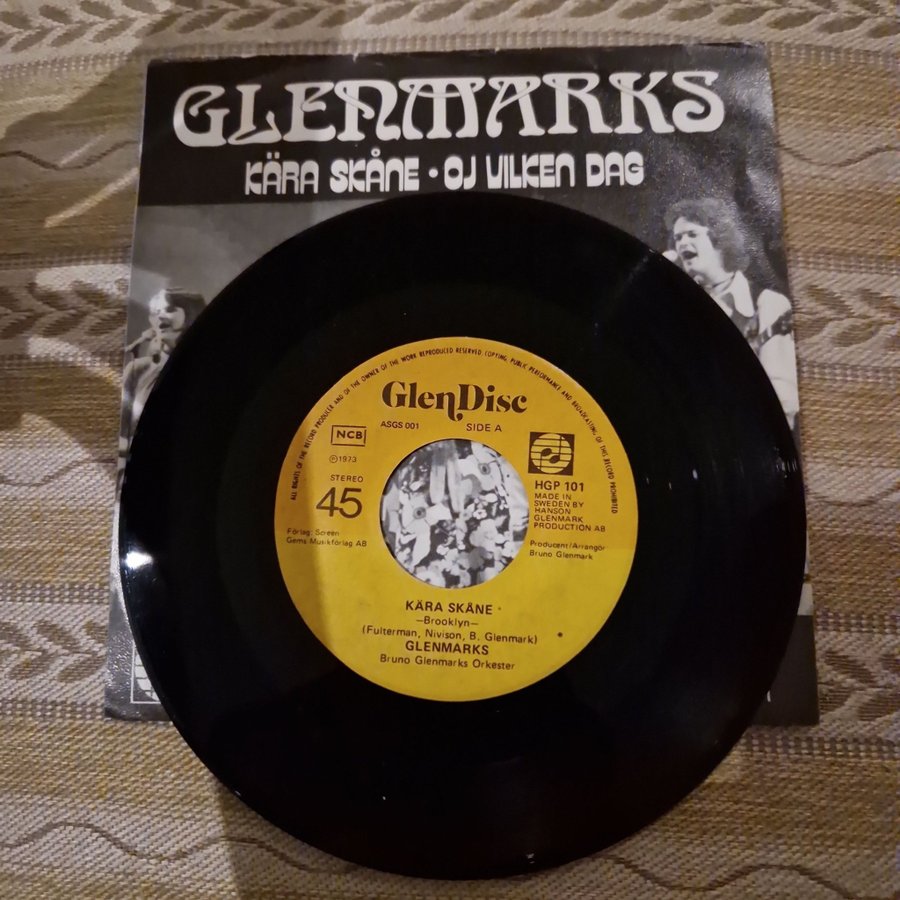 GLENMARKS
KÄRA SKÅNE • OJ VILKEN DAG
ALL RIGHTS OF THE RECORD PRODUCER AND OF THE OWNER OF THE WORK REPRODUCED RESERVED. COPYING, PUBLIC PERFORMANCE AND BROADCASTING OF THIS RECORD PROHIBITED
GlenDisc
ASGS 001 SIDE A
NCB
℗ 1973
STEREO
45
Förlag: Screen
Gems Musikförlag AB
HGP 101
MADE IN
SWEDEN BY
HANSON
GLENMARK
PRODUCTION AB
Producent/Arrangör
Bruno Glenmark
KÄRA SKÅNE
—Brooklyn—
(Fulterman, Nivison, B. Glenmark)
GLENMARKS
Bruno Glenmarks Orkester